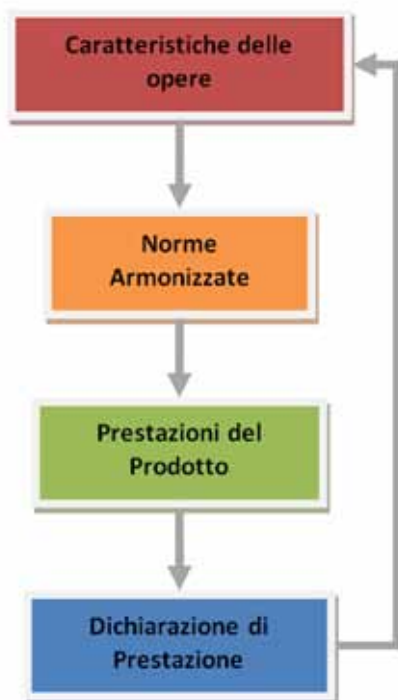 Caratteristiche delle
opere
Norme
Armonizzate
Prestazioni del
Prodotto
Dichiarazione di
Prestazione